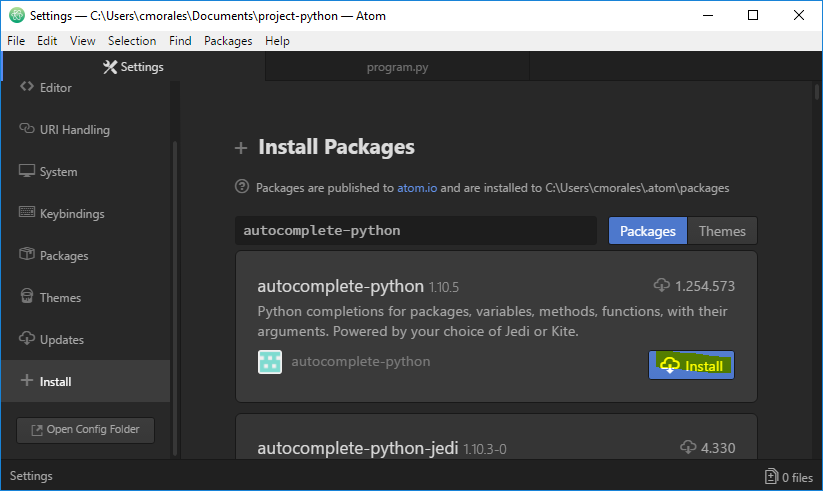 Settings — C:\Users\cmorales\Documents\project-python — Atom
File Edit View Selection Find Packages Help
Settings
program.py
Editor
URI Handling
System
Keybindings
Packages
Themes
Updates
Install
Open Config Folder
Install Packages
Packages are published to atom.io and are installed to C:\Users\cmorales\.atom\packages
autocomplete-python
Packages Themes
autocomplete-python 1.10.5 1.254.573
Python completions for packages, variables, methods, functions, with their
arguments. Powered by your choice of Jedi or Kite.
autocomplete-python
Install
autocomplete-python-jedi 1.10.3-0 4.330
Settings
0 files